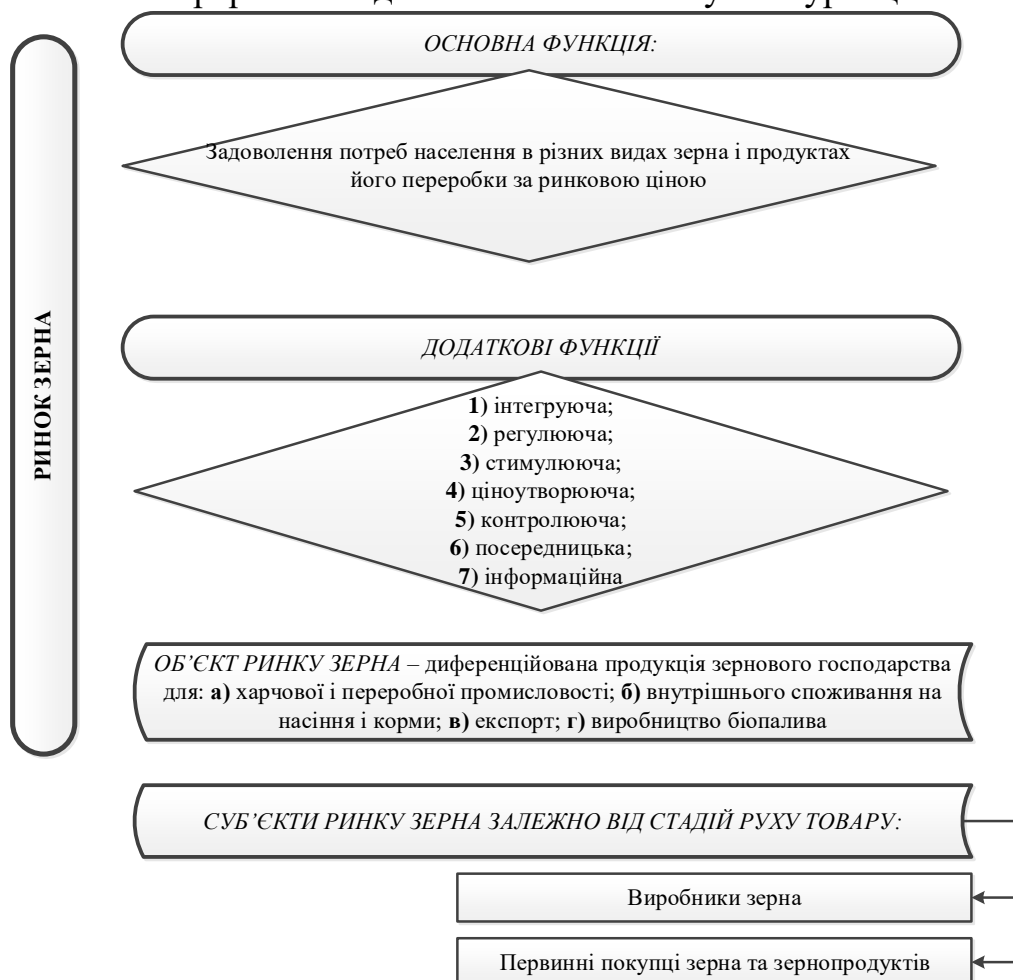 ОСНОВНА ФУНКЦІЯ:
Задоволення потреб населення в різних видах зерна і продуктах
його переробки за ринковою ціною
РИНОК ЗЕРНА
ДОДАТКОВІ ФУНКЦІЇ
1) інтегруюча;
2) регулююча;
3) стимулююча;
4) ціноутворююча;
5) контролююча;
6) посередницька;
7) інформаційна
ОБ’ЄКТ РИНКУ ЗЕРНА – диференційована продукція зернового господарства
для: а) харчової і переробної промисловості; б) внутрішнього споживання на
насіння і корми; в) експорт; г) виробництво біопалива
СУБ’ЄКТИ РИНКУ ЗЕРНА ЗАЛЕЖНО ВІД СТАДІЙ РУХУ ТОВАРУ:
Виробники зерна
Первинні покупці зерна та зернопродуктів